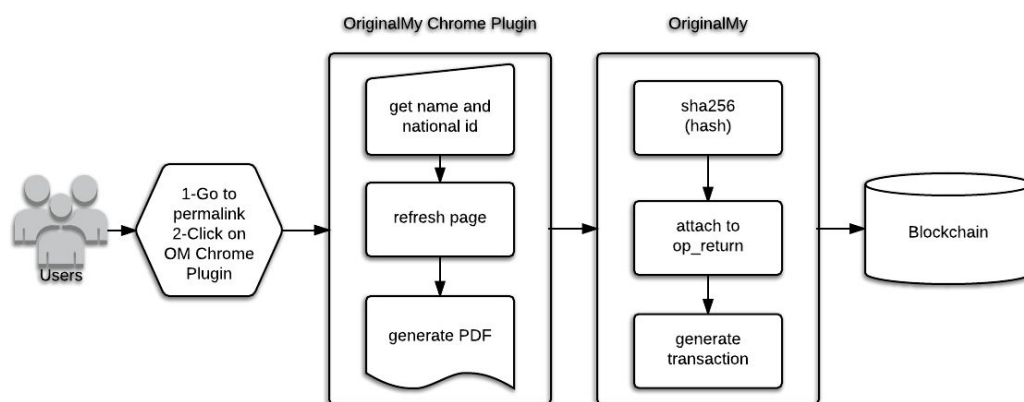 OriginalMy Chrome Plugin
OriginalMy
Users
1-Go to
permalink
2-Click on
OM Chrome
Plugin
get name and
national id
refresh page
generate PDF
sha256
(hash)
attach to
op_return
generate
transaction
Blockchain